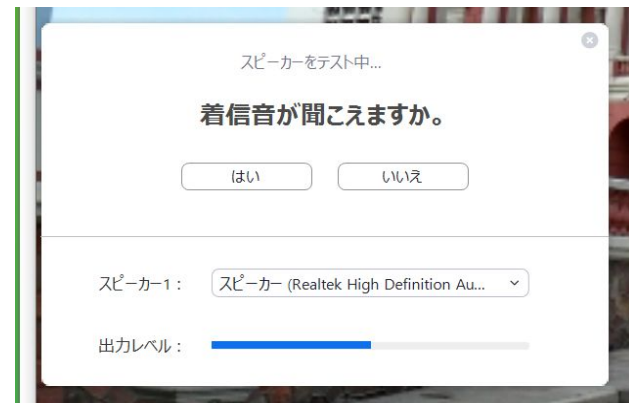 スピーカーをテスト中...
着信音が聞こえますか。
はい
いいえ
スピーカー1：
スピーカー (Realtek High Definition Au...
出力レベル：